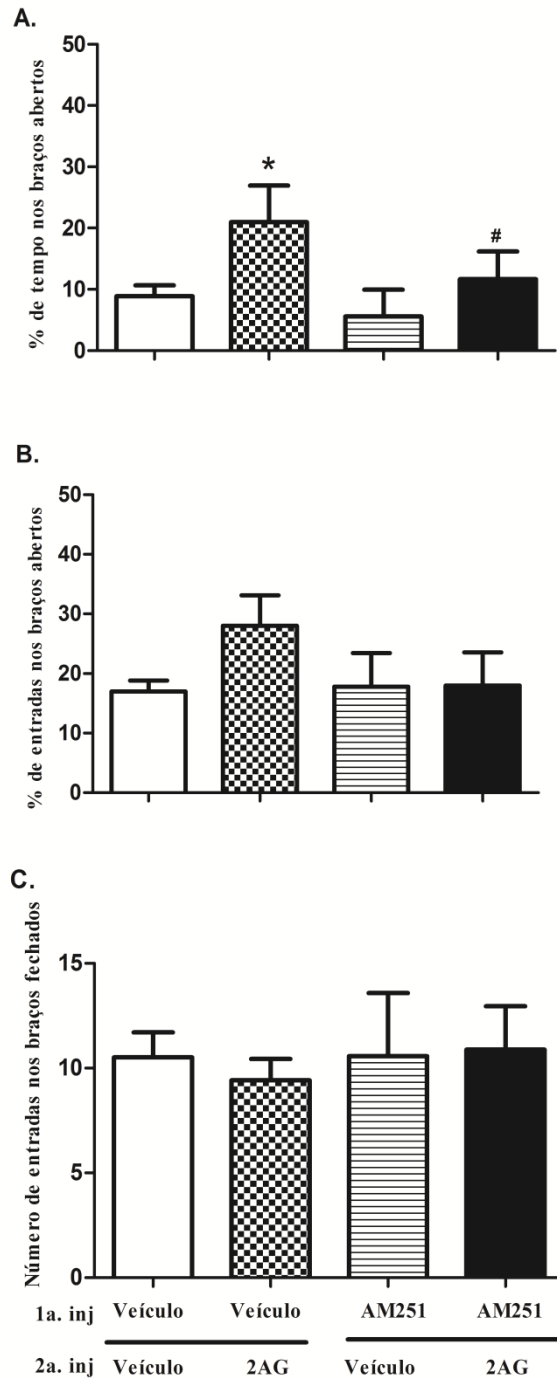 A.
% de tempo nos braços abertos
50
40
30
20
10
0
*
#
B.
% de entradas nos braços abertos
50
40
30
20
10
0
C.
Número de entradas nos braços fechados
15
10
5
0
1a. inj Veículo Veículo AM251 AM251
2a. inj Veículo 2AG Veículo 2AG